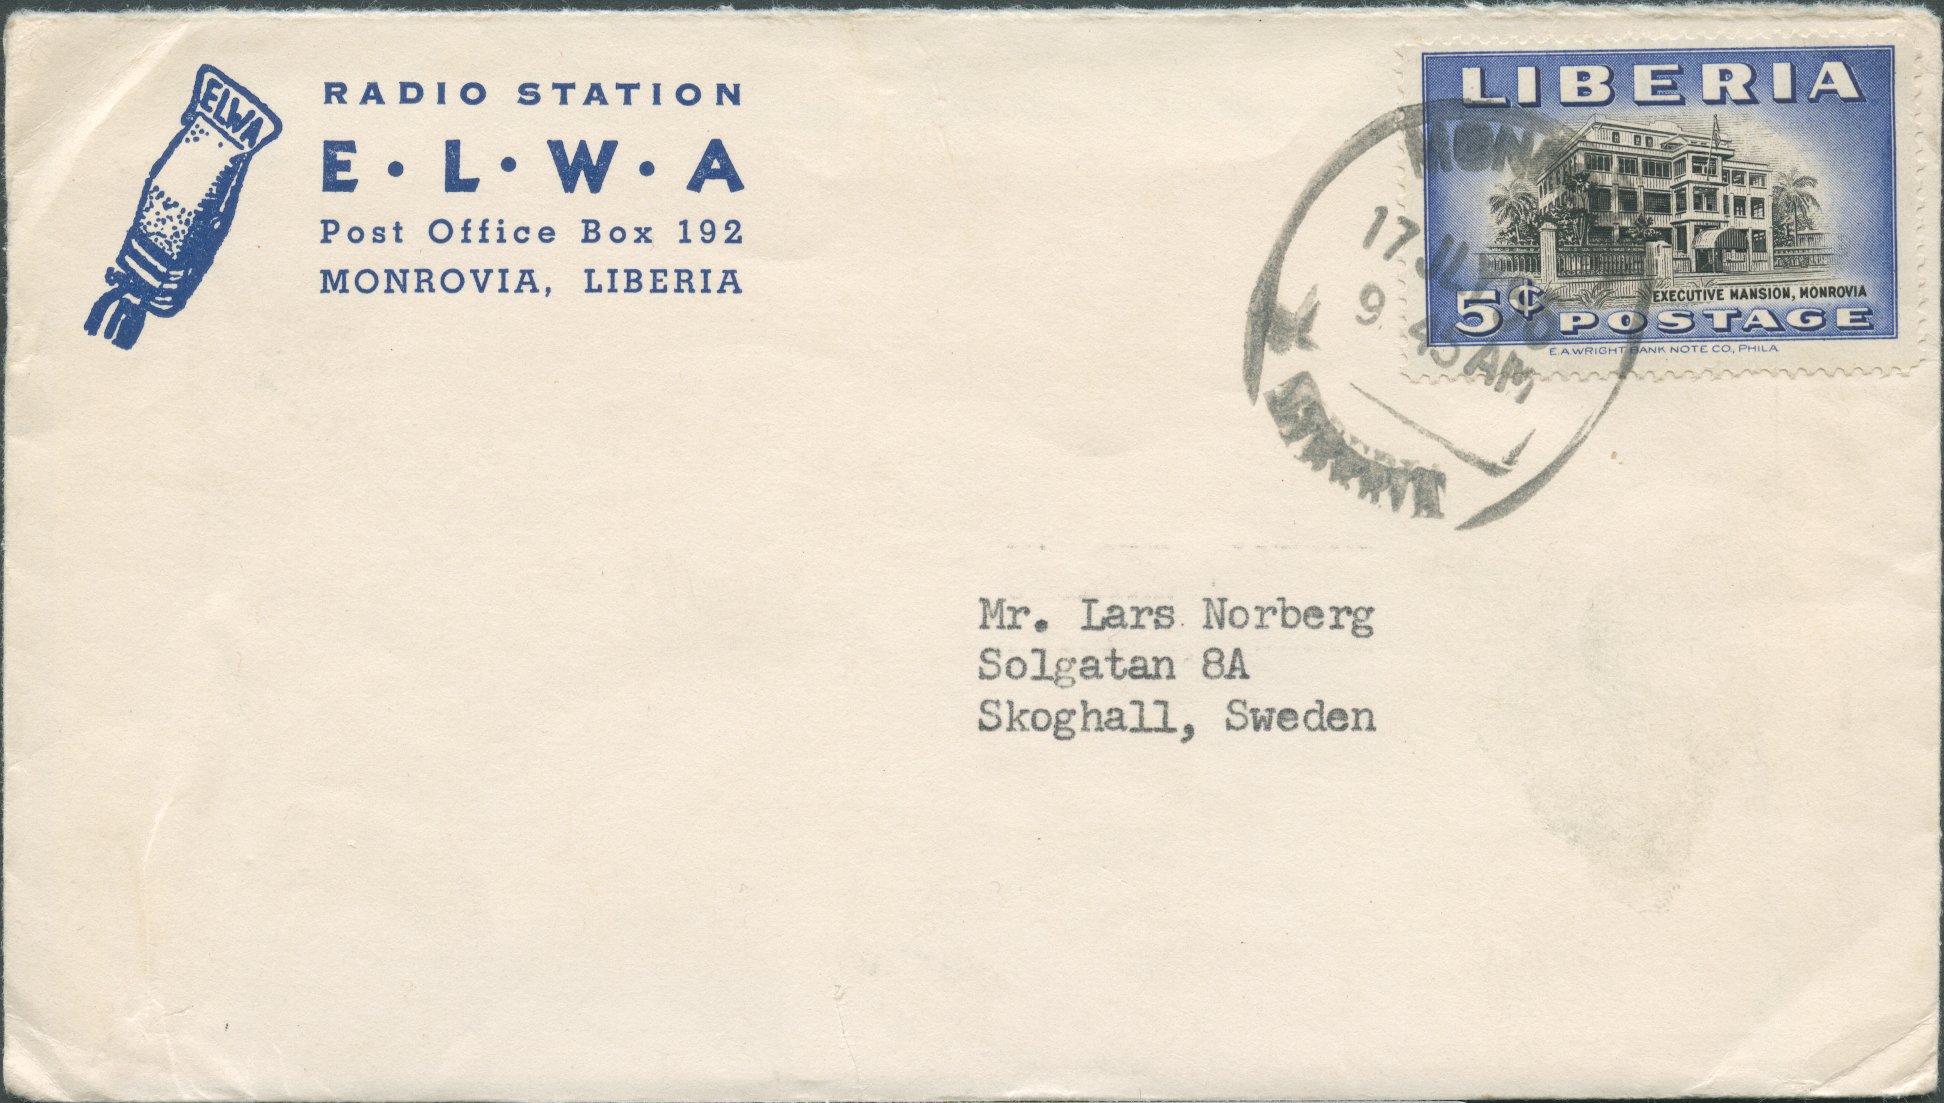 ELWA
RADIO STATION
E·L·W·A
Post Office Box 192
MONROVIA, LIBERIA
LIBERIA
EXECUTIVE MANSION, MONROVIA
5¢ POSTAGE
E.A. WRIGHT BANK NOTE CO., PHILA.
17 JLY
9 45 AM
Mr. Lars Norberg
Solgatan 8A
Skoghall, Sweden